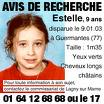 AVIS DE RECHERCHE
Estelle, 9 ans
disparue le 9.01.03
à Guermantes (77)
Taille : 1m35
Yeux verts
Cheveux longs,
châtains
Pour toute information à son sujet,
contactez le commissariat de Lagny sur Marne
01 64 12 68 68 ou le 17